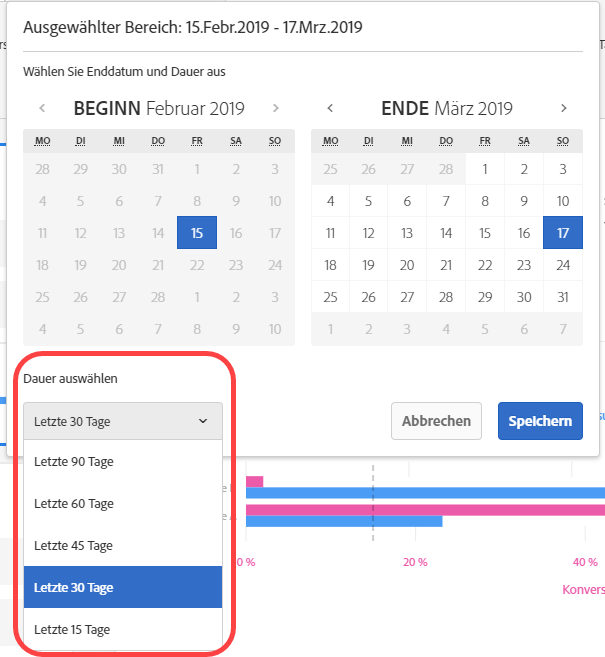 Ausgewählter Bereich: 15.Febr.2019 - 17.Mrz.2019
Wählen Sie Enddatum und Dauer aus
BEGINN Februar 2019
MO DI MI DO FR SA SO
28 29 30 31 1 2 3
4 5 6 7 8 9 10
11 12 13 14 15 16 17
18 19 20 21 22 23 24
25 26 27 28 1 2 3
4 5 6 7 8 9 10
ENDE März 2019
MO DI MI DO FR SA SO
25 26 27 28 1 2 3
4 5 6 7 8 9 10
11 12 13 14 15 16 17
18 19 20 21 22 23 24
25 26 27 28 29 30 31
1 2 3 4 5 6 7
Dauer auswählen
Letzte 30 Tage
Abbrechen
Speichern
Letzte 90 Tage
Letzte 60 Tage
Letzte 45 Tage
Letzte 30 Tage
Letzte 15 Tage
0 % 20 % 40 %
Konvers